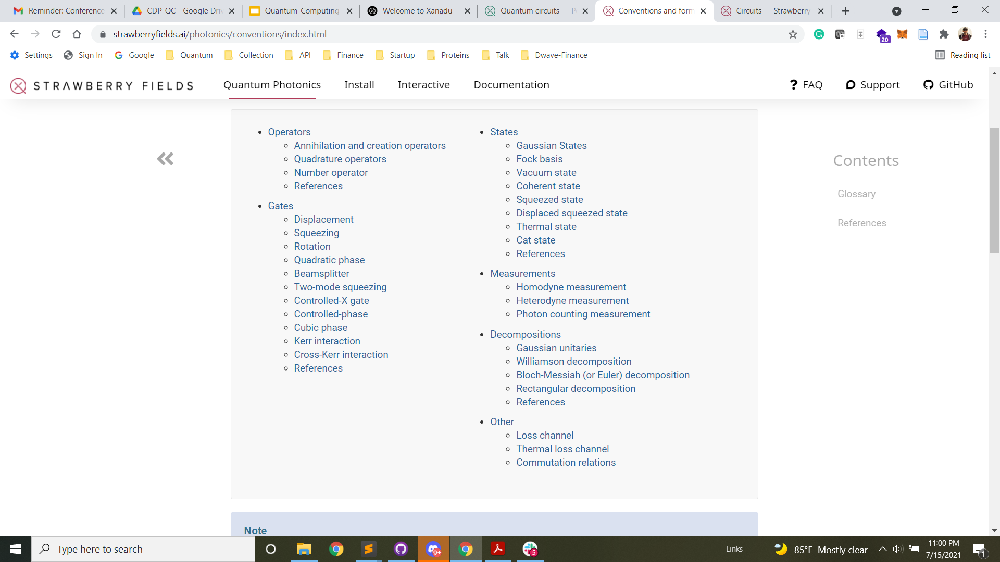 Reminder: Conference
CDP-QC - Google Driv
Quantum-Computing
Welcome to Xanadu
Quantum circuits — P
Conventions and form
Circuits — Strawberry
strawberryfields.ai/photonics/conventions/index.html
20
Settings
Sign In
Google
Quantum
Collection
API
Finance
Startup
Proteins
Talk
Dwave-Finance
Reading list
STRAWBERRY FIELDS
Quantum Photonics
Install
Interactive
Documentation
? FAQ
Support
GitHub
Operators
Annihilation and creation operators
Quadrature operators
Number operator
References
Gates
Displacement
Squeezing
Rotation
Quadratic phase
Beamsplitter
Two-mode squeezing
Controlled-X gate
Controlled-phase
Cubic phase
Kerr interaction
Cross-Kerr interaction
References
States
Gaussian States
Fock basis
Vacuum state
Coherent state
Squeezed state
Displaced squeezed state
Thermal state
Cat state
References
Measurements
Homodyne measurement
Heterodyne measurement
Photon counting measurement
Decompositions
Gaussian unitaries
Williamson decomposition
Bloch-Messiah (or Euler) decomposition
Rectangular decomposition
References
Other
Loss channel
Thermal loss channel
Commutation relations
Contents
Glossary
References
Note
Type here to search
9+
5
Links
85°F Mostly clear
11:00 PM
7/15/2021
1